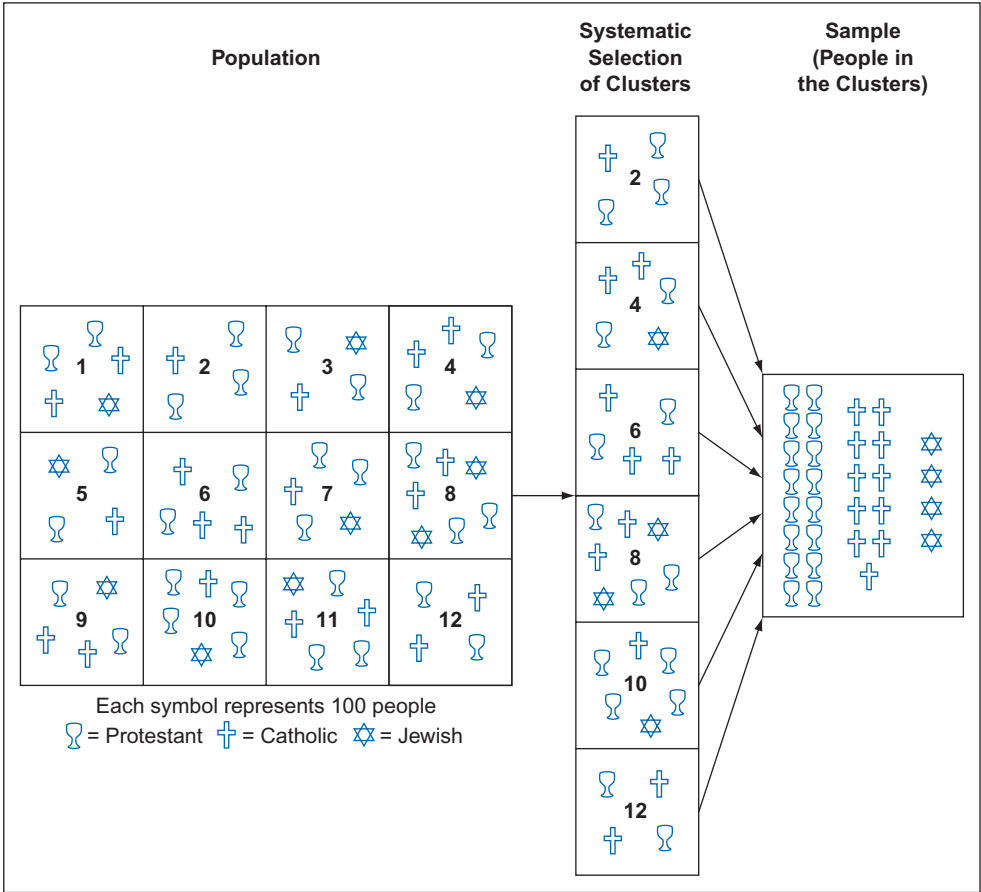 Population
Systematic
Selection
of Clusters
Sample
(People in
the Clusters)
1
2
3
4
5
6
7
8
9
10
11
12
Each symbol represents 100 people
= Protestant = Catholic = Jewish
2
4
6
8
10
12